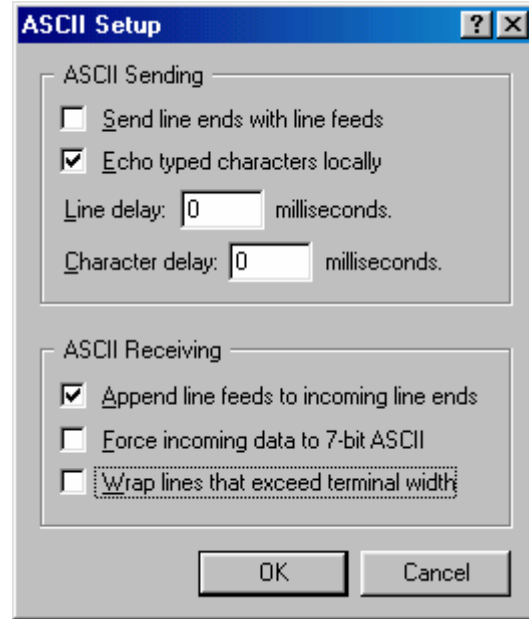 ASCII Setup
ASCII Sending
Send line ends with line feeds
Echo typed characters locally
Line delay: 0 milliseconds.
Character delay: 0 milliseconds.
ASCII Receiving
Append line feeds to incoming line ends
Force incoming data to 7-bit ASCII
Wrap lines that exceed terminal width
OK Cancel